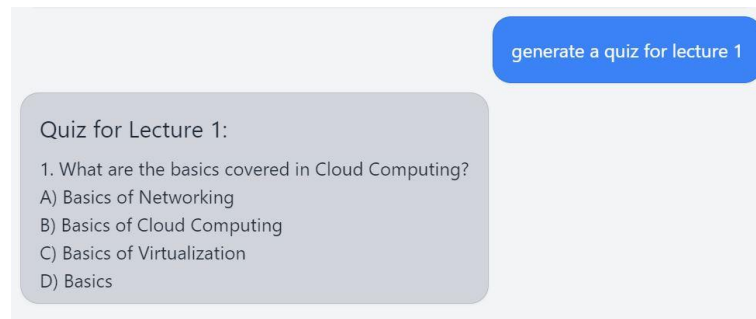 generate a quiz for lecture 1
Quiz for Lecture 1:
1. What are the basics covered in Cloud Computing?
A) Basics of Networking
B) Basics of Cloud Computing
C) Basics of Virtualization
D) Basics